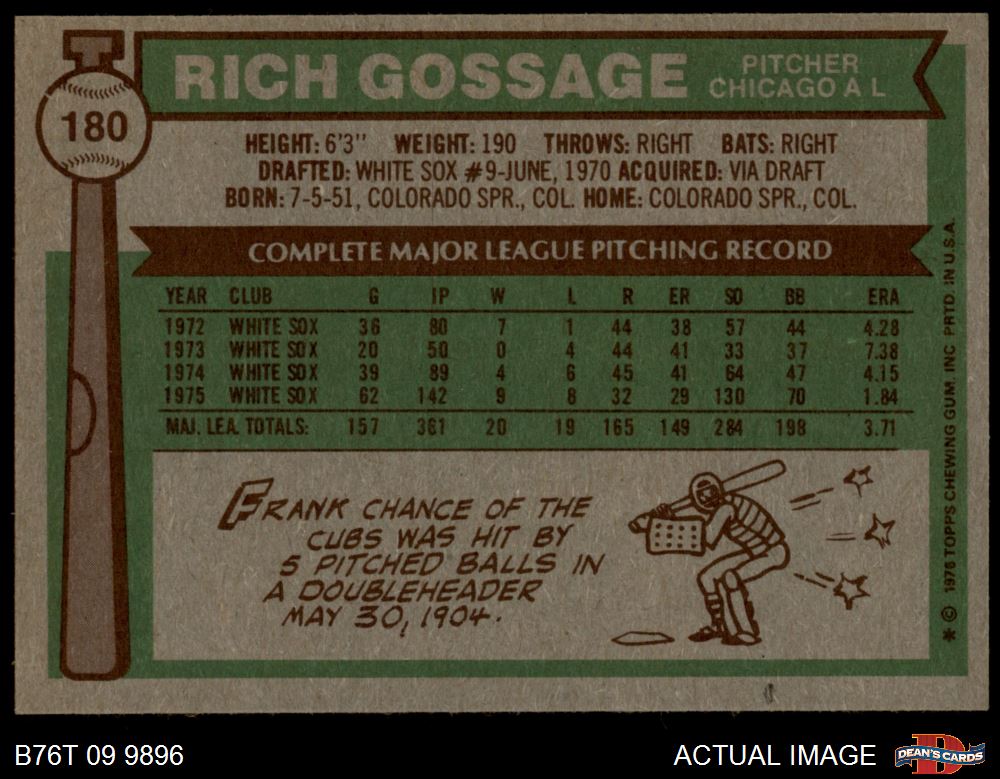 180
RICH GOSSAGE
PITCHER
CHICAGO A L
HEIGHT: 6'3" WEIGHT: 190 THROWS: RIGHT BATS: RIGHT
DRAFTED: WHITE SOX #9-JUNE, 1970 ACQUIRED: VIA DRAFT
BORN: 7-5-51, COLORADO SPR., COL. HOME: COLORADO SPR., COL.
COMPLETE MAJOR LEAGUE PITCHING RECORD
YEAR CLUB G IP W L R ER SO BB ERA
1972 WHITE SOX 36 80 7 1 44 38 57 44 4.28
1973 WHITE SOX 20 50 0 4 44 41 33 37 7.38
1974 WHITE SOX 39 89 4 6 45 41 64 47 4.15
1975 WHITE SOX 62 142 9 8 32 29 130 70 1.84
MAJ. LEA. TOTALS: 157 361 20 19 165 149 284 198 3.71
FRANK CHANCE OF THE
CUBS WAS HIT BY
5 PITCHED BALLS IN
A DOUBLEHEADER
MAY 30, 1904.
* © 1976 TOPPS CHEWING GUM, INC PRTD. IN U.S.A.
B76T 09 9896
ACTUAL IMAGE
DEAN'S CARDS